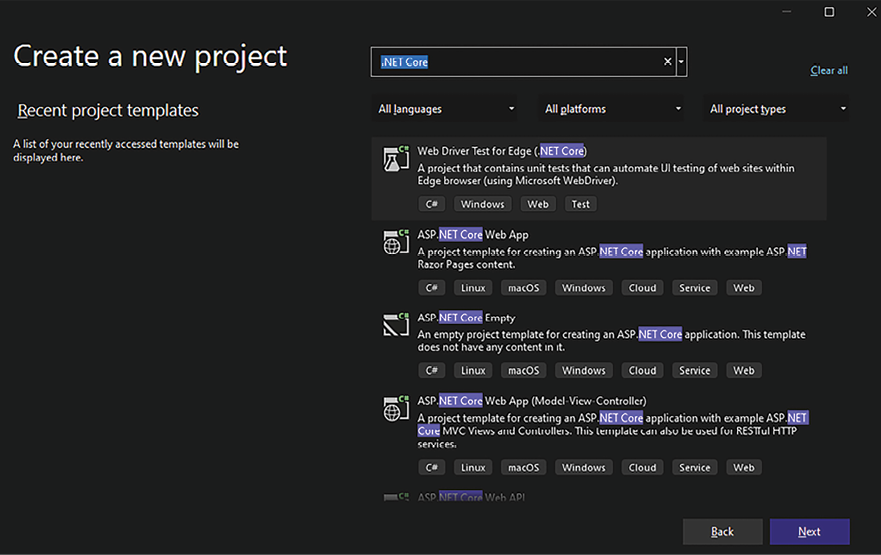 Create a new project
.NET Core
Clear all
Recent project templates
A list of your recently accessed templates will be
displayed here.
All languages
All platforms
All project types
C#
Web Driver Test for Edge (.NET Core)
A project that contains unit tests that can automate UI testing of web sites within
Edge browser (using Microsoft WebDriver).
C# Windows Web Test
C#
ASP.NET Core Web App
A project template for creating an ASP.NET Core application with example ASP.NET
Razor Pages content.
C# Linux macOS Windows Cloud Service Web
C#
ASP.NET Core Empty
An empty project template for creating an ASP.NET Core application. This template
does not have any content in it.
C# Linux macOS Windows Cloud Service Web
C#
ASP.NET Core Web App (Model-View-Controller)
A project template for creating an ASP.NET Core application with example ASP.NET
Core MVC Views and Controllers. This template can also be used for RESTful HTTP
services.
C# Linux macOS Windows Cloud Service Web
C#
ASP.NET Core Web API
Back
Next